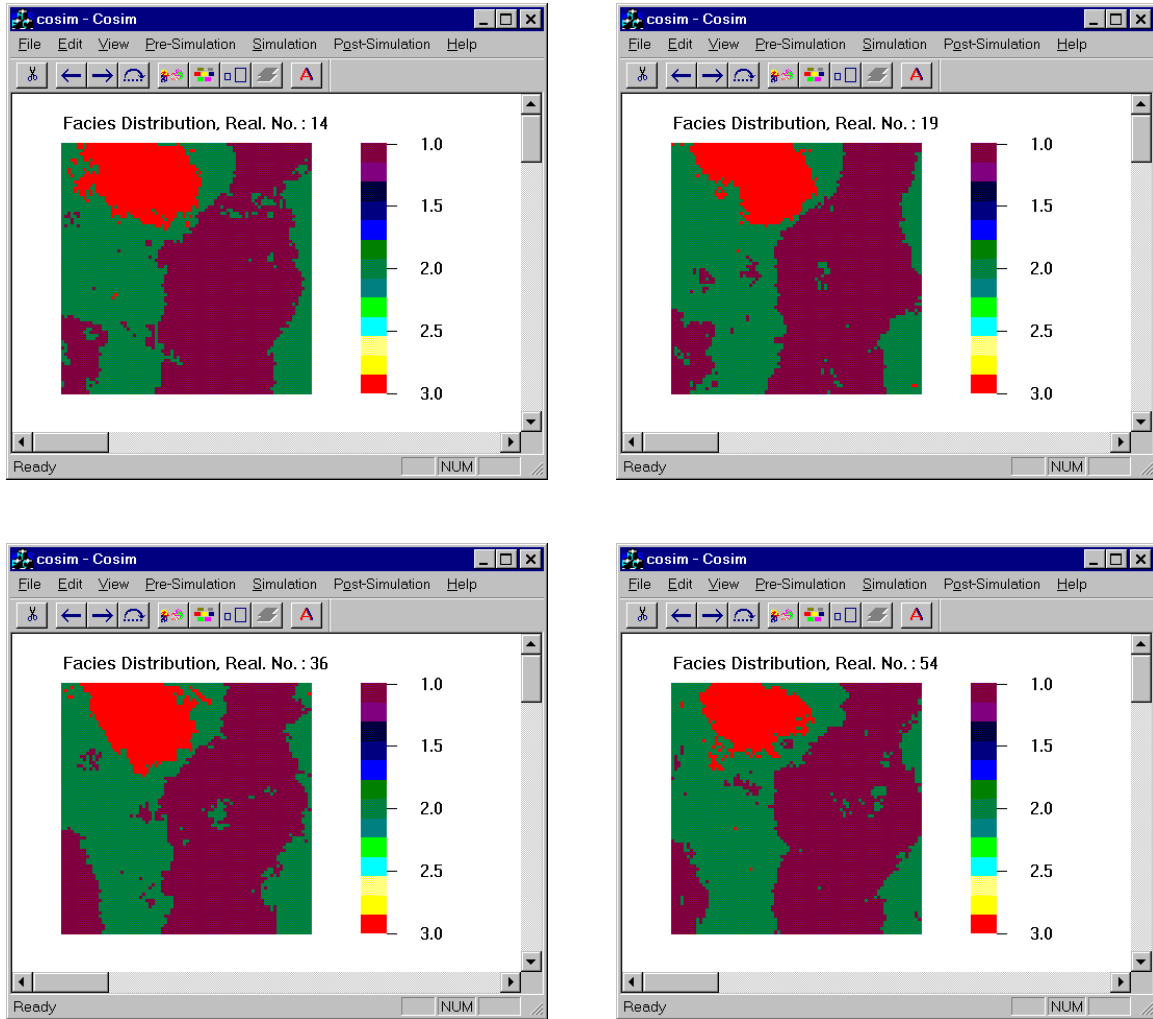 cosim - Cosim
File Edit View Pre-Simulation Simulation Post-Simulation Help
A
Facies Distribution, Real. No. : 14
1.0
1.5
2.0
2.5
3.0
Ready NUM
cosim - Cosim
File Edit View Pre-Simulation Simulation Post-Simulation Help
A
Facies Distribution, Real. No. : 19
1.0
1.5
2.0
2.5
3.0
Ready NUM
cosim - Cosim
File Edit View Pre-Simulation Simulation Post-Simulation Help
A
Facies Distribution, Real. No. : 36
1.0
1.5
2.0
2.5
3.0
Ready NUM
cosim - Cosim
File Edit View Pre-Simulation Simulation Post-Simulation Help
A
Facies Distribution, Real. No. : 54
1.0
1.5
2.0
2.5
3.0
Ready NUM